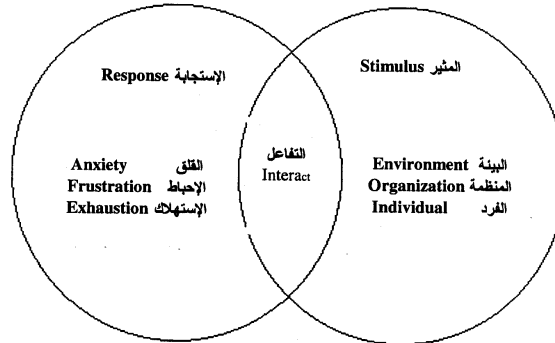 Response الإستجابة
Stimulus المثير
التفاعل
Interact
Anxiety القلق
Frustration الإحباط
Exhaustion الإستهلاك
Environment البيئة
Organization المنظمة
Individual الفرد